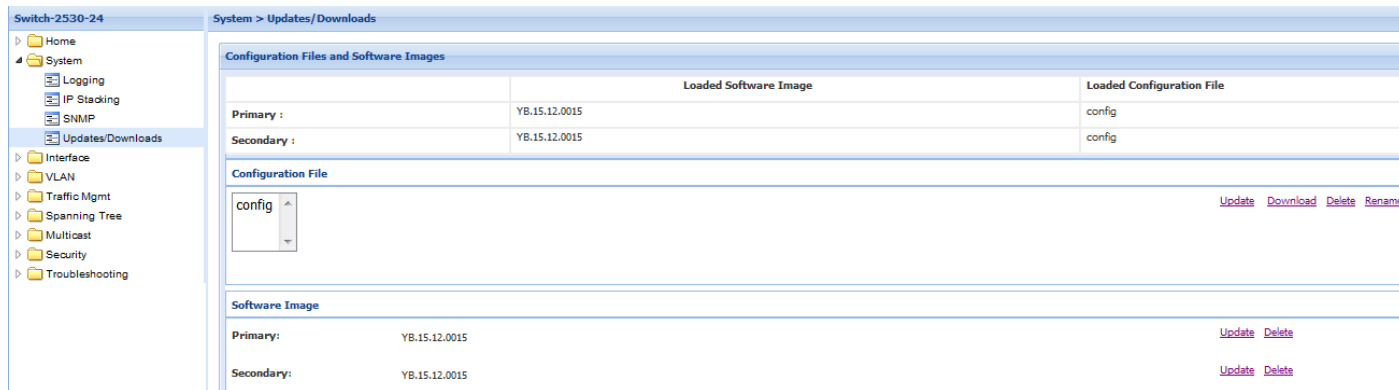 Switch-2530-24
Home
System
Logging
IP Stacking
SNMP
Updates/Downloads
Interface
VLAN
Traffic Mgmt
Spanning Tree
Multicast
Security
Troubleshooting
System > Updates/Downloads
Configuration Files and Software Images
Loaded Software Image Loaded Configuration File
Primary : YB.15.12.0015 config
Secondary : YB.15.12.0015 config
Configuration File
config
Update Download Delete Rename
Software Image
Primary: YB.15.12.0015 Update Delete
Secondary: YB.15.12.0015 Update Delete